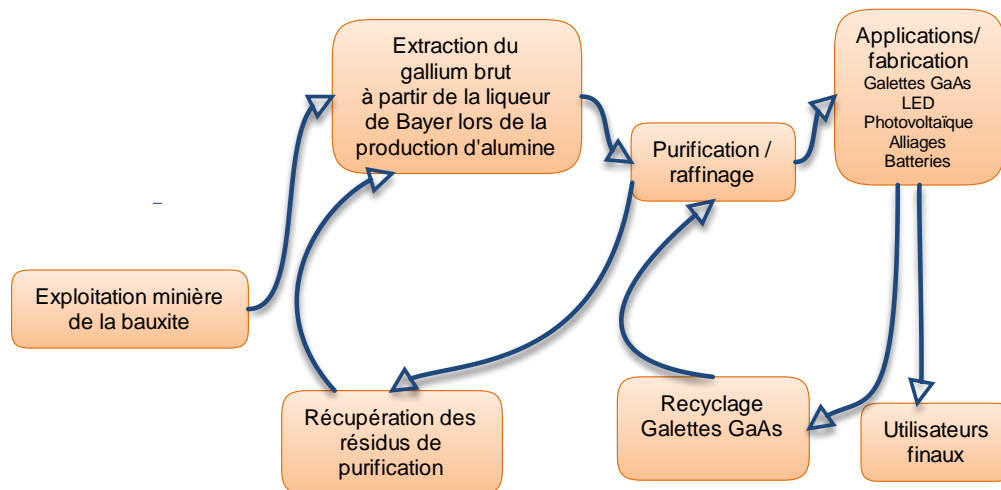 Extraction du
gallium brut
à partir de la liqueur
de Bayer lors de la
production d'alumine
Applications/
fabrication
Galettes GaAs
LED
Photovoltaïque
Alliages
Batteries
Purification /
raffinage
Exploitation minière
de la bauxite
Récupération des
résidus de
purification
Recyclage
Galettes GaAs
Utilisateurs
finaux